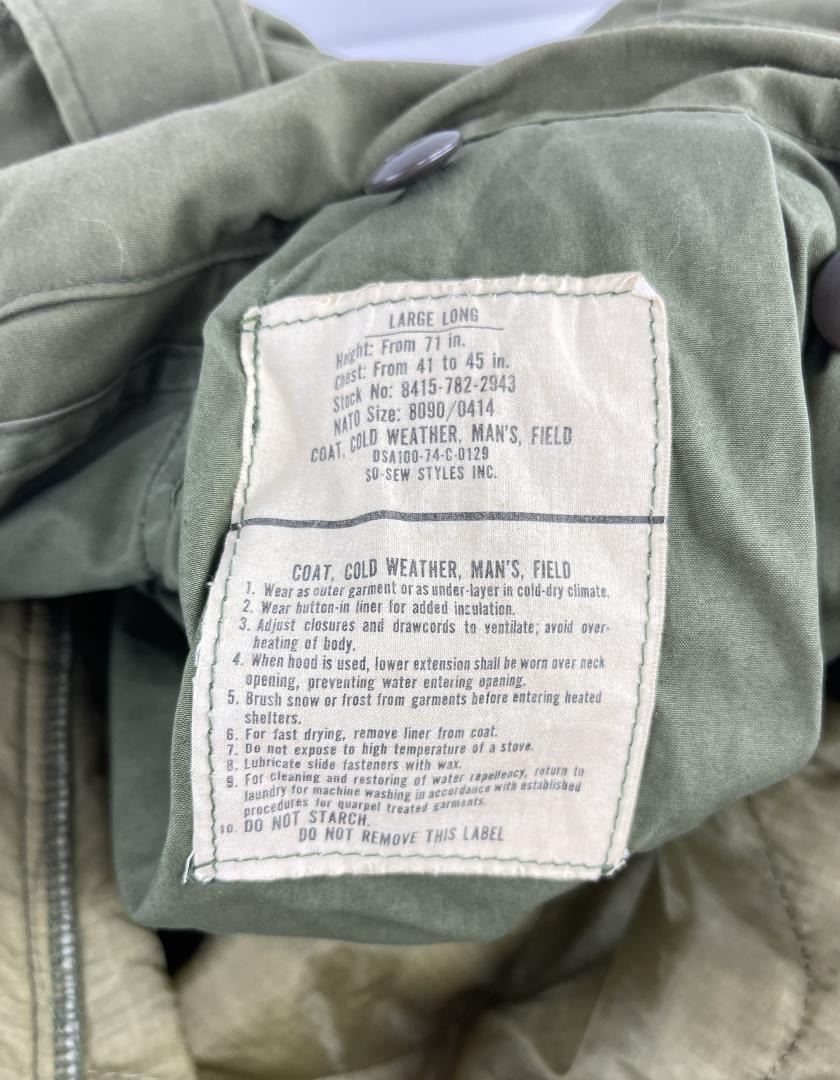 LARGE LONG
Height: From 71 in.
Chest: From 41 to 45 in.
Stock No: 8415-782-2943
NATO Size: 8090/0414
COAT, COLD WEATHER, MAN'S, FIELD
DSA100-74-C-0129
SO-SEW STYLES INC.
COAT, COLD WEATHER, MAN'S, FIELD
1. Wear as outer garment or as under-layer in cold-dry climate.
2. Wear button-in liner for added insulation.
3. Adjust closures and drawcords to ventilate; avoid over-
heating of body.
4. When hood is used, lower extension shall be worn over neck
opening, preventing water entering opening.
5. Brush snow or frost from garments before entering heated
shelters.
6. For fast drying, remove liner from coat.
7. Do not expose to high temperature of a stove.
8. Lubricate slide fasteners with wax.
9. For cleaning and restoring of water repellency, return to
laundry for machine washing in accordance with established
procedures for quarpel treated garments.
10. DO NOT STARCH.
DO NOT REMOVE THIS LABEL